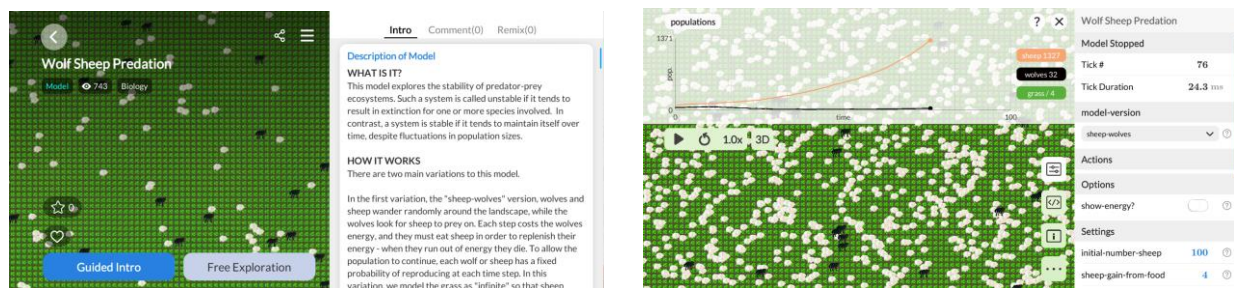 Wolf Sheep Predation
Model 743 Biology
0
Guided Intro
Free Exploration
Intro Comment(0) Remix(0)
Description of Model
WHAT IS IT?
This model explores the stability of predator-prey
ecosystems. Such a system is called unstable if it tends to
result in extinction for one or more species involved. In
contrast, a system is stable if it tends to maintain itself over
time, despite fluctuations in population sizes.
HOW IT WORKS
There are two main variations to this model.
In the first variation, the "sheep-wolves" version, wolves and
sheep wander randomly around the landscape, while the
wolves look for sheep to prey on. Each step costs the wolves
energy, and they must eat sheep in order to replenish their
energy - when they run out of energy they die. To allow the
population to continue, each wolf or sheep has a fixed
probability of reproducing at each time step. In this
variation, we model the grass as "infinite" so that sheep
populations
1371
pop.
0
0
time
100
sheep 1327
wolves 32
grass / 4
? ×
1.0x 3D
Wolf Sheep Predation
Model Stopped
Tick # 76
Tick Duration 24.3 ms
model-version
sheep-wolves
Actions
Options
show-energy?
Settings
initial-number-sheep 100
sheep-gain-from-food 4